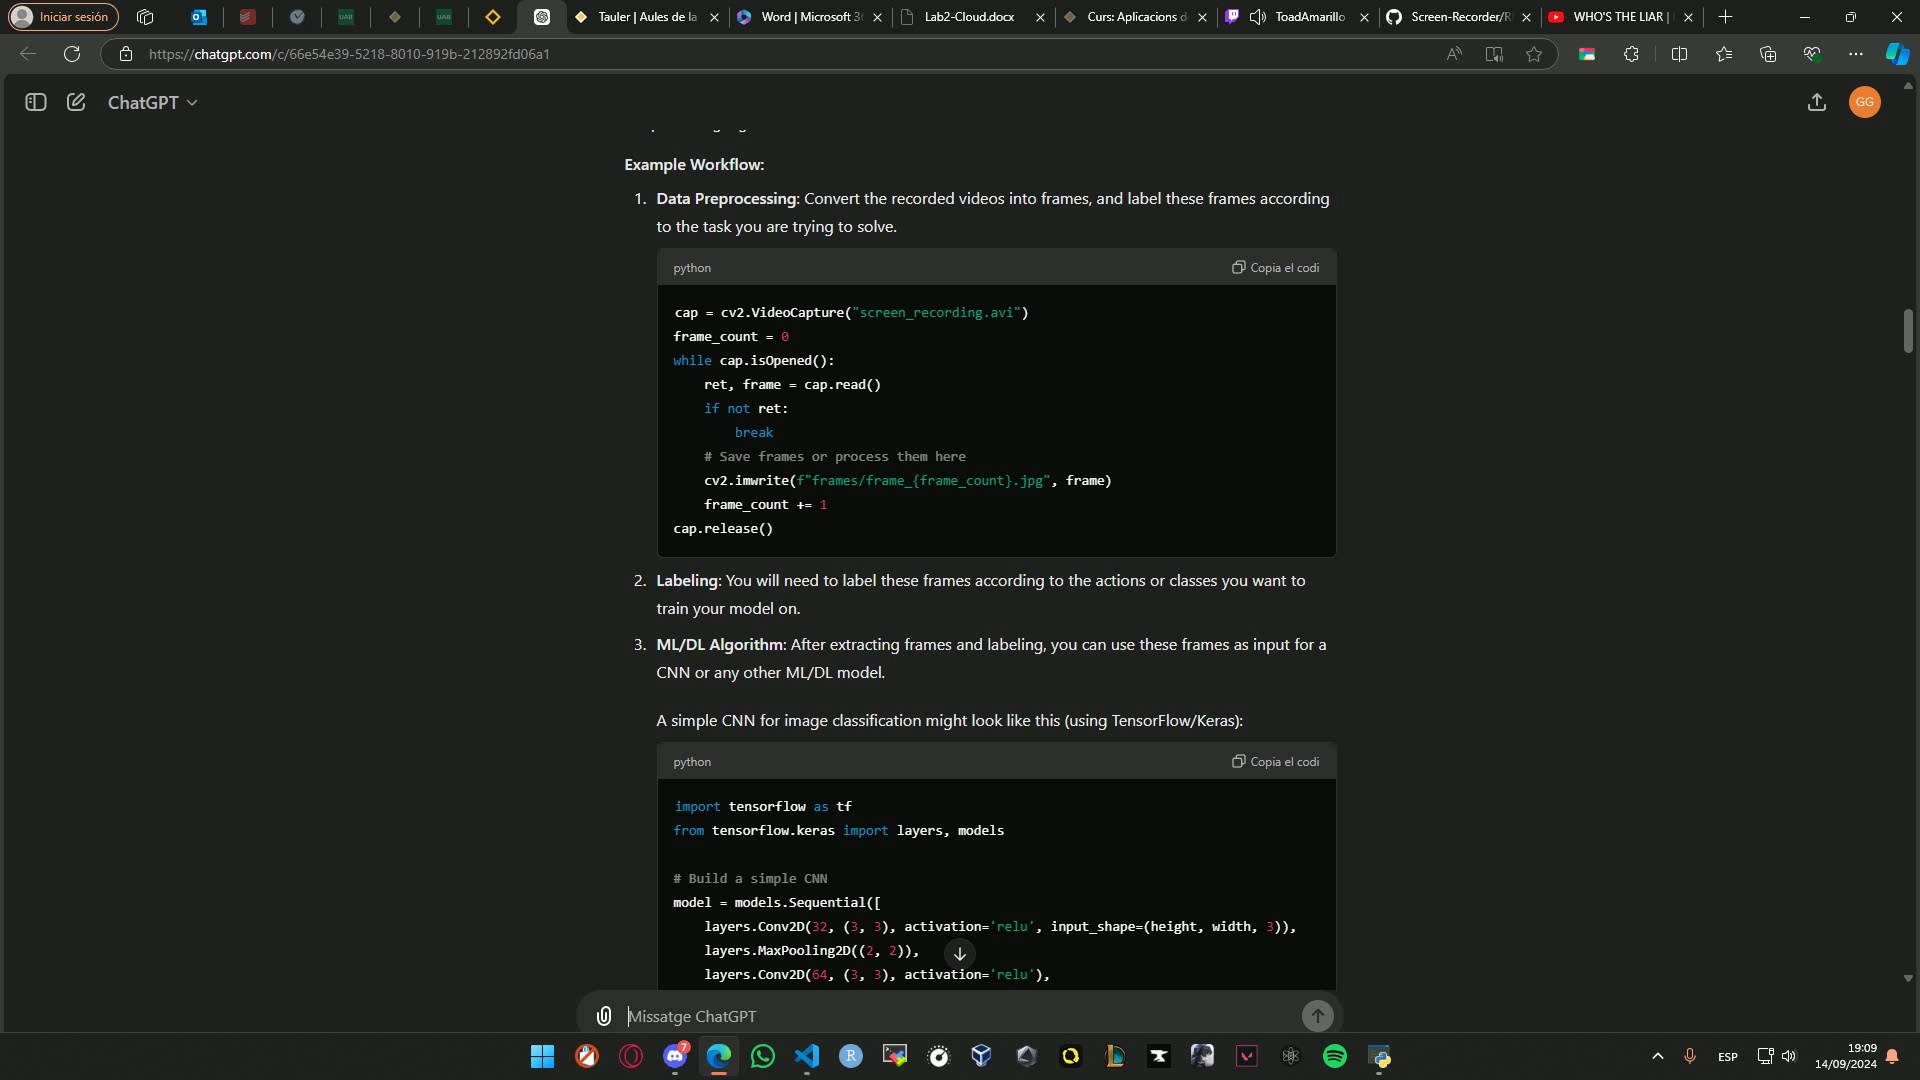 Iniciar sesión
UAB
UAB
Tauler | Aules de la
Word | Microsoft 3
Lab2-Cloud.docx
Curs: Aplicacions d
ToadAmarillo
Screen-Recorder/R
WHO'S THE LIAR |
https://chatgpt.com/c/66e54e39-5218-8010-919b-212892fd06a1
ChatGPT
GG
Example Workflow:
1. Data Preprocessing: Convert the recorded videos into frames, and label these frames according
to the task you are trying to solve.
python
Copia el codi
cap = cv2.VideoCapture("screen_recording.avi")
frame_count = 0
while cap.isOpened():
ret, frame = cap.read()
if not ret:
break
# Save frames or process them here
cv2.imwrite(f"frames/frame_{frame_count}.jpg", frame)
frame_count += 1
cap.release()
2. Labeling: You will need to label these frames according to the actions or classes you want to
train your model on.
3. ML/DL Algorithm: After extracting frames and labeling, you can use these frames as input for a
CNN or any other ML/DL model.
A simple CNN for image classification might look like this (using TensorFlow/Keras):
python
Copia el codi
import tensorflow as tf
from tensorflow.keras import layers, models
# Build a simple CNN
model = models.Sequential([
layers.Conv2D(32, (3, 3), activation='relu', input_shape=(height, width, 3)),
layers.MaxPooling2D((2, 2)),
layers.Conv2D(64, (3, 3), activation='relu'),
Missatge ChatGPT
7
R
ESP
19:09
14/09/2024